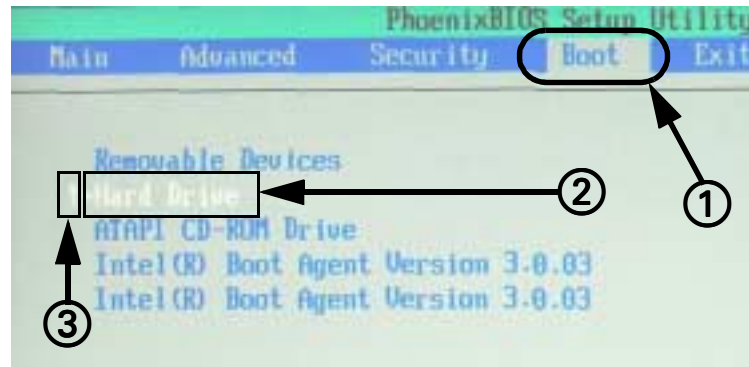 PhoenixBIOS Setup Utility
Main Advanced Security Boot Exit
①
Removable Devices
+Hard Drive ②
ATAPI CD-ROM Drive
Intel(R) Boot Agent Version 3.0.03
Intel(R) Boot Agent Version 3.0.03
③